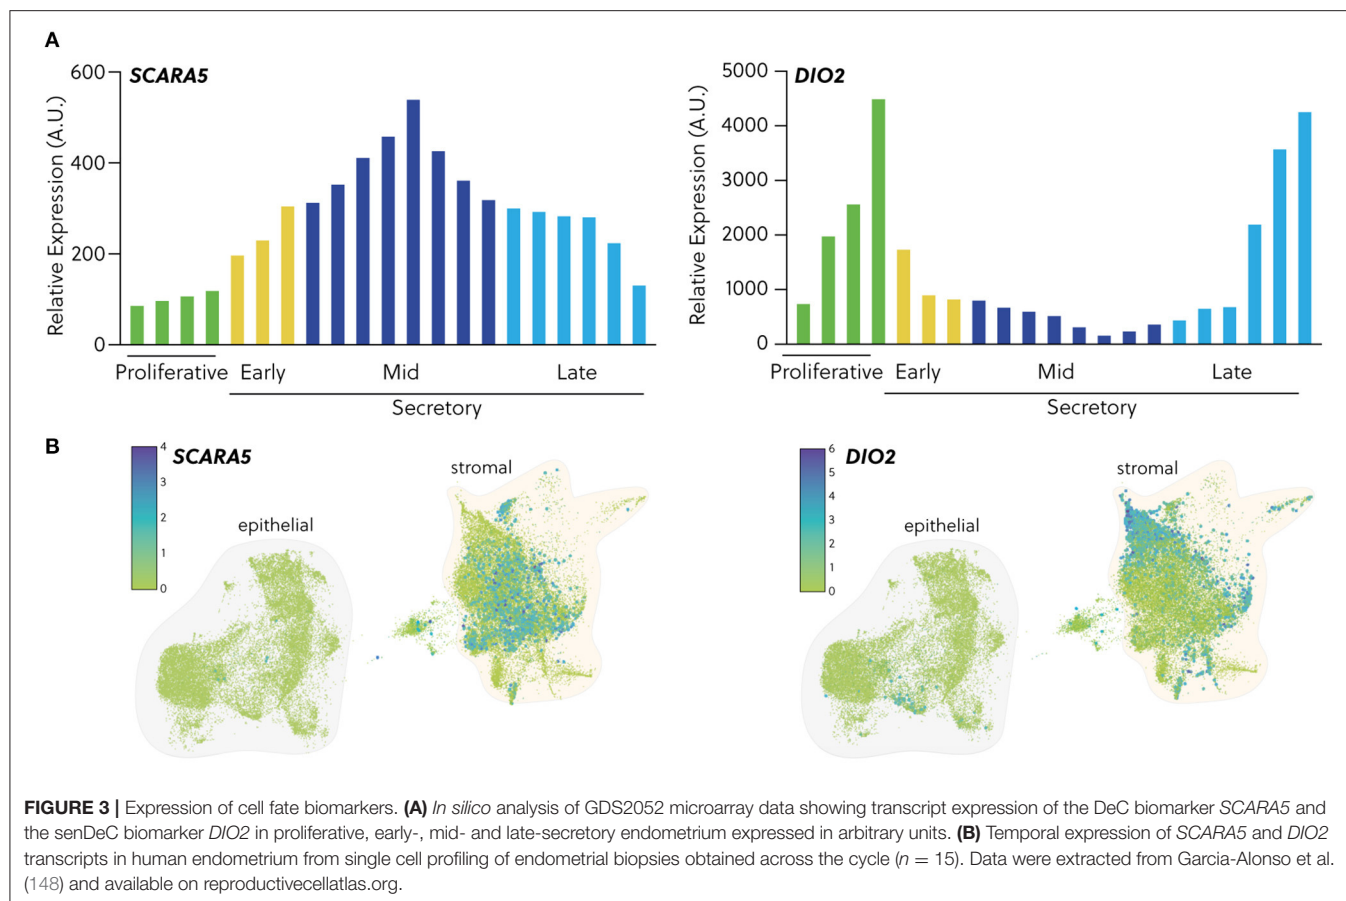 A
SCARA5
Relative Expression (A.U.)
600
400
200
0
Proliferative Early Mid Late
Secretory
DIO2
Relative Expression (A.U.)
5000
4000
3000
2000
1000
0
Proliferative Early Mid Late
Secretory
B
SCARA5
4
3
2
1
0
epithelial
stromal
DIO2
6
5
4
3
2
1
0
epithelial
stromal
FIGURE 3 | Expression of cell fate biomarkers. (A) In silico analysis of GDS2052 microarray data showing transcript expression of the DeC biomarker SCARA5 and
the senDeC biomarker DIO2 in proliferative, early-, mid- and late-secretory endometrium expressed in arbitrary units. (B) Temporal expression of SCARA5 and DIO2
transcripts in human endometrium from single cell profiling of endometrial biopsies obtained across the cycle (n = 15). Data were extracted from Garcia-Alonso et al.
(148) and available on reproductivecellatlas.org.